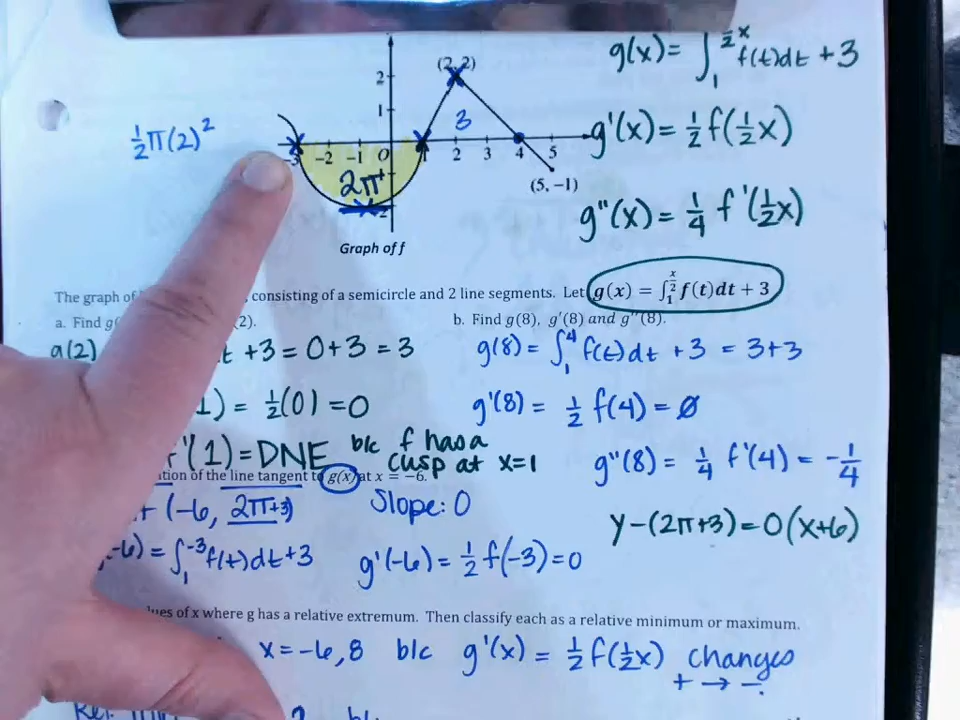 g(x) = ∫₁^{½x} f(t)dt + 3
(2, 2)
2
1
3
½π(2)²
g'(x) = ½ f(½x)
-3 -2 -1 O 1 2 3 4 5
2π
(5, −1)
g''(x) = ¼ f'(½x)
-2
Graph of f
The graph of consisting of a semicircle and 2 line segments. Let g(x) = ∫₁^{x/2} f(t)dt + 3
a. Find g (2).
b. Find g(8), g'(8) and g''(8).
g(2) t + 3 = 0 + 3 = 3
g(8) = ∫₁⁴ f(t)dt + 3 = 3+3
1) = ½(0) = 0
g'(8) = ½ f(4) = 0
f'(1) = DNE b/c f has a
cusp at x=1
g''(8) = ¼ f'(4) = -¼
tion of the line tangent to g(x) at x = −6.
(-6, 2π+3)
Slope: 0
y-(2π+3)=0(x+6)
-6) = ∫₁^{-3} f(t)dt + 3
g'(-6) = ½ f(-3) = 0
lues of x where g has a relative extremum. Then classify each as a relative minimum or maximum.
x = -6, 8 b/c g'(x) = ½ f(½x) changes
+ → -.